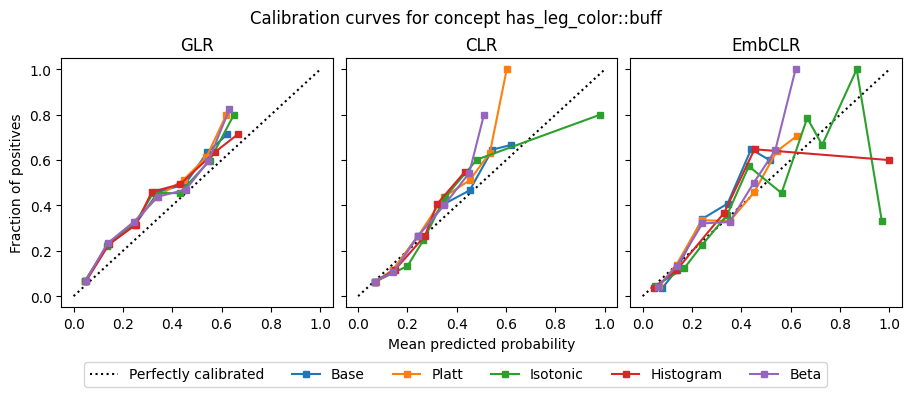 Calibration curves for concept has_leg_color::buff
GLR
CLR
EmbCLR
Fraction of positives
1.0
0.8
0.6
0.4
0.2
0.0
0.0 0.2 0.4 0.6 0.8 1.0
0.0 0.2 0.4 0.6 0.8 1.0
0.0 0.2 0.4 0.6 0.8 1.0
Mean predicted probability
Perfectly calibrated Base Platt Isotonic Histogram Beta